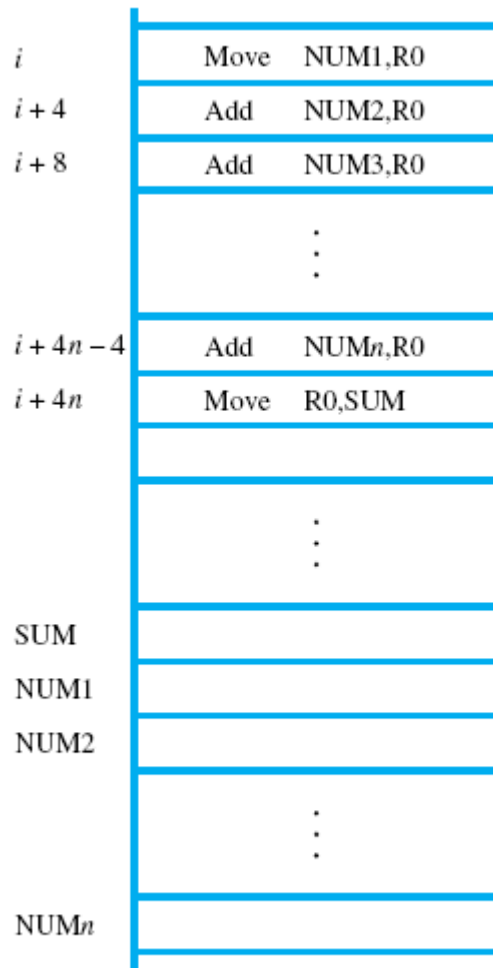 i Move NUM1,R0
i + 4 Add NUM2,R0
i + 8 Add NUM3,R0
i + 4n − 4 Add NUMn,R0
i + 4n Move R0,SUM
SUM
NUM1
NUM2
NUMn